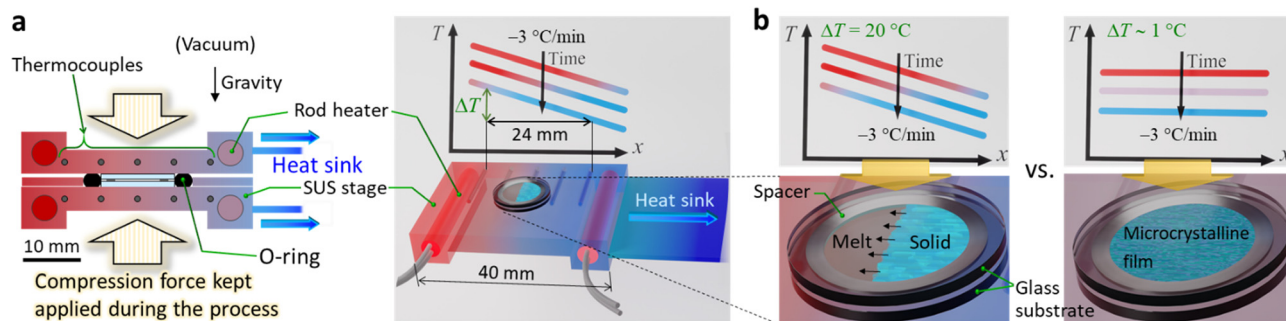 a
(Vacuum)
Gravity
Thermocouples
Rod heater
Heat sink
SUS stage
O-ring
10 mm
Compression force kept
applied during the process
T
–3 °C/min
Time
ΔT
24 mm
x
Heat sink
40 mm
b
T
ΔT = 20 °C
Time
–3 °C/min
x
Spacer
Melt
Solid
vs.
T
ΔT ~ 1 °C
Time
–3 °C/min
x
Microcrystalline
film
Glass
substrate